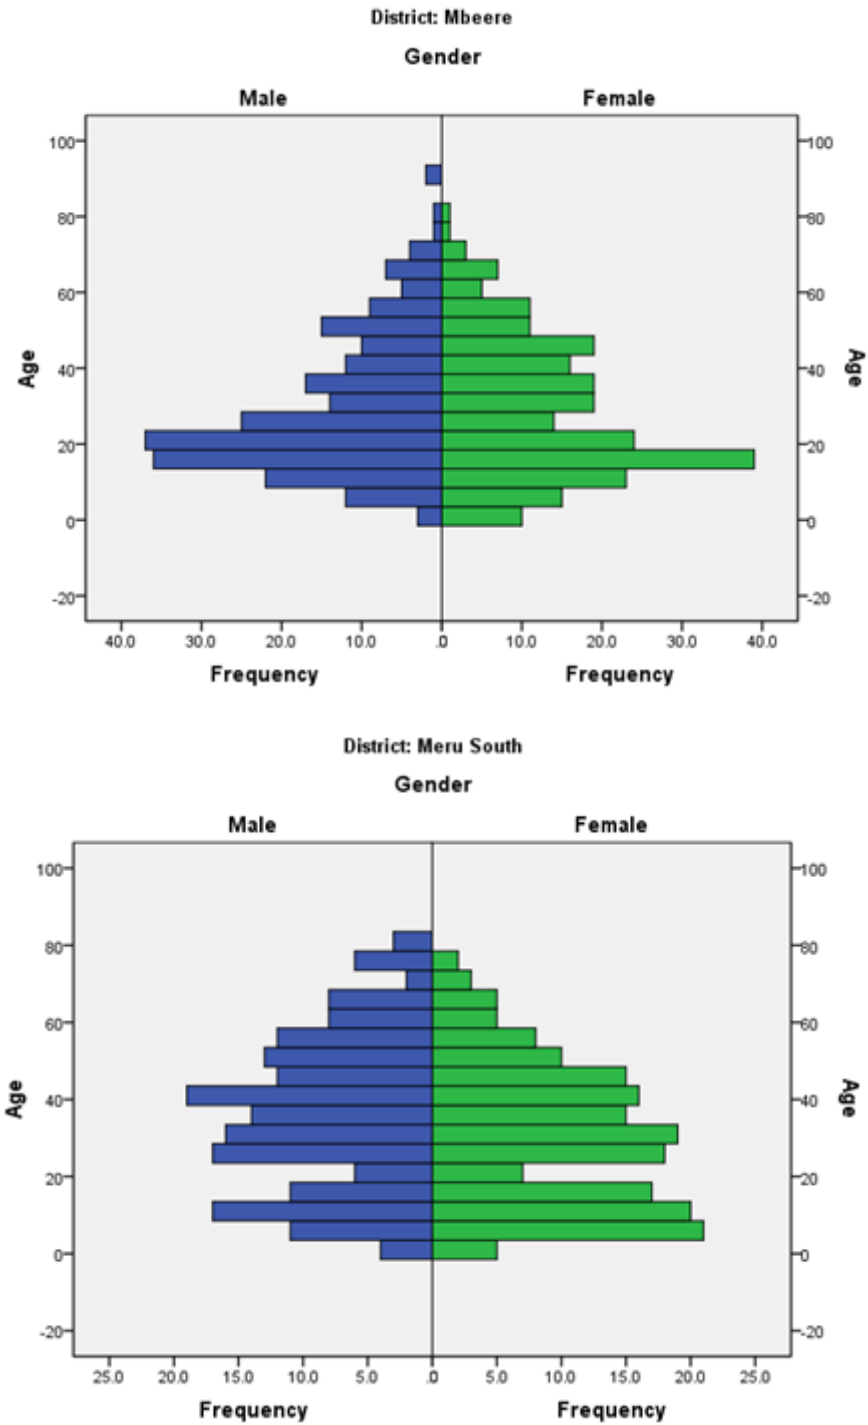 District: Mbeere
Gender
Male Female
100 100
80 80
60 60
40 40
Age Age
20 20
0 0
-20 -20
40.0 30.0 20.0 10.0 .0 10.0 20.0 30.0 40.0
Frequency Frequency
District: Meru South
Gender
Male Female
100 100
80 80
60 60
40 40
Age Age
20 20
0 0
-20 -20
25.0 20.0 15.0 10.0 5.0 .0 5.0 10.0 15.0 20.0 25.0
Frequency Frequency